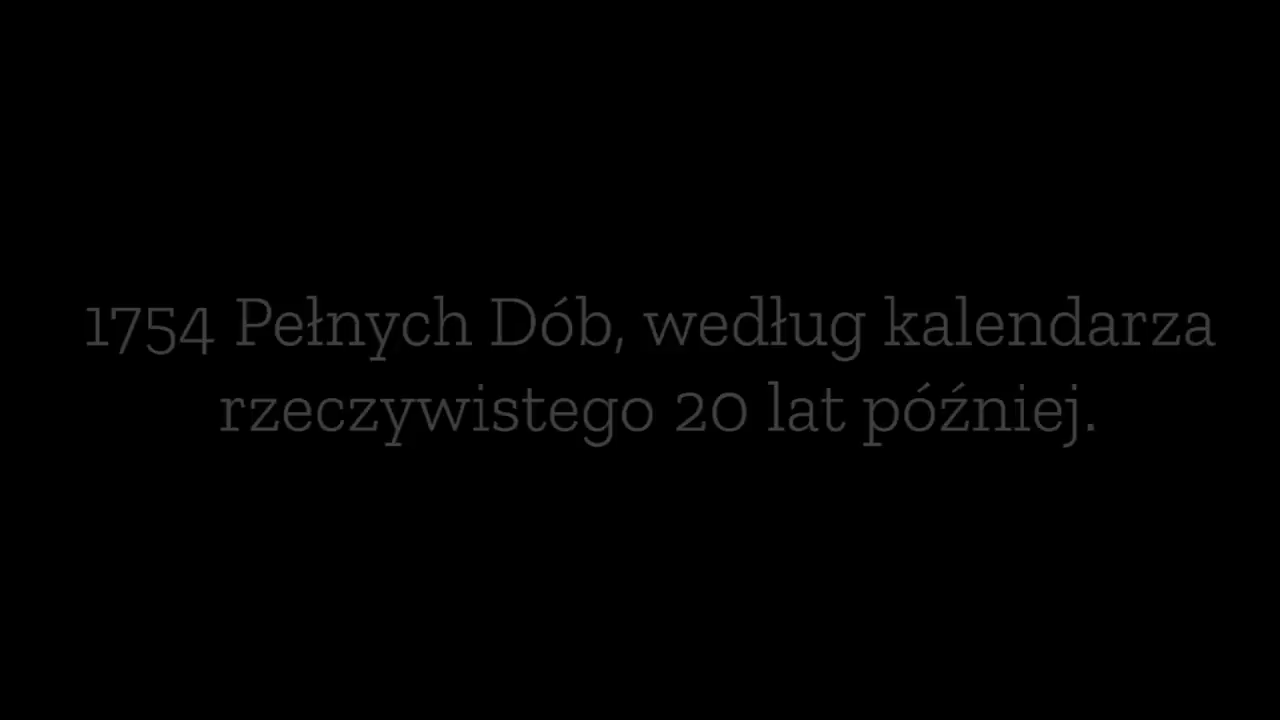 1754 Pełnych Dób, według kalendarza
rzeczywistego 20 lat później.